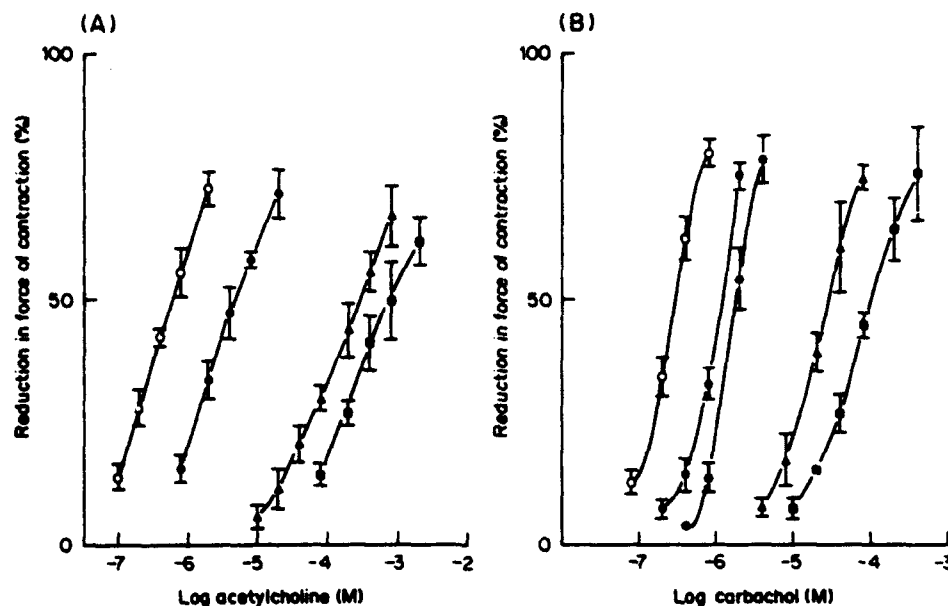 (A)
100
50
0
Reduction in force of contraction (%)
-7
-6
-5
-4
-3
-2
Log acetylcholine (M)
(B)
100
50
0
Reduction in force of contraction (%)
-7
-6
-5
-4
-3
Log carbachol (M)